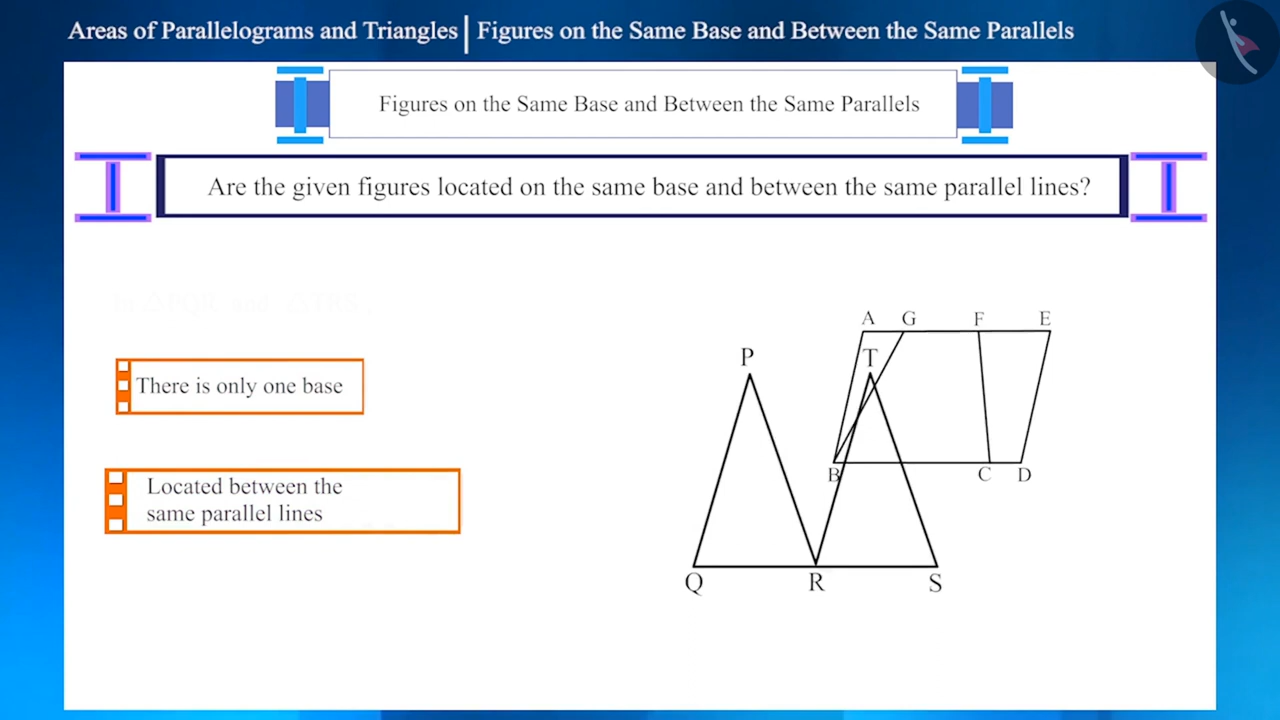 Areas of Parallelograms and Triangles | Figures on the Same Base and Between the Same Parallels
Figures on the Same Base and Between the Same Parallels
Are the given figures located on the same base and between the same parallel lines?
There is only one base
Located between the
same parallel lines
A G F E
P T
B C D
Q R S